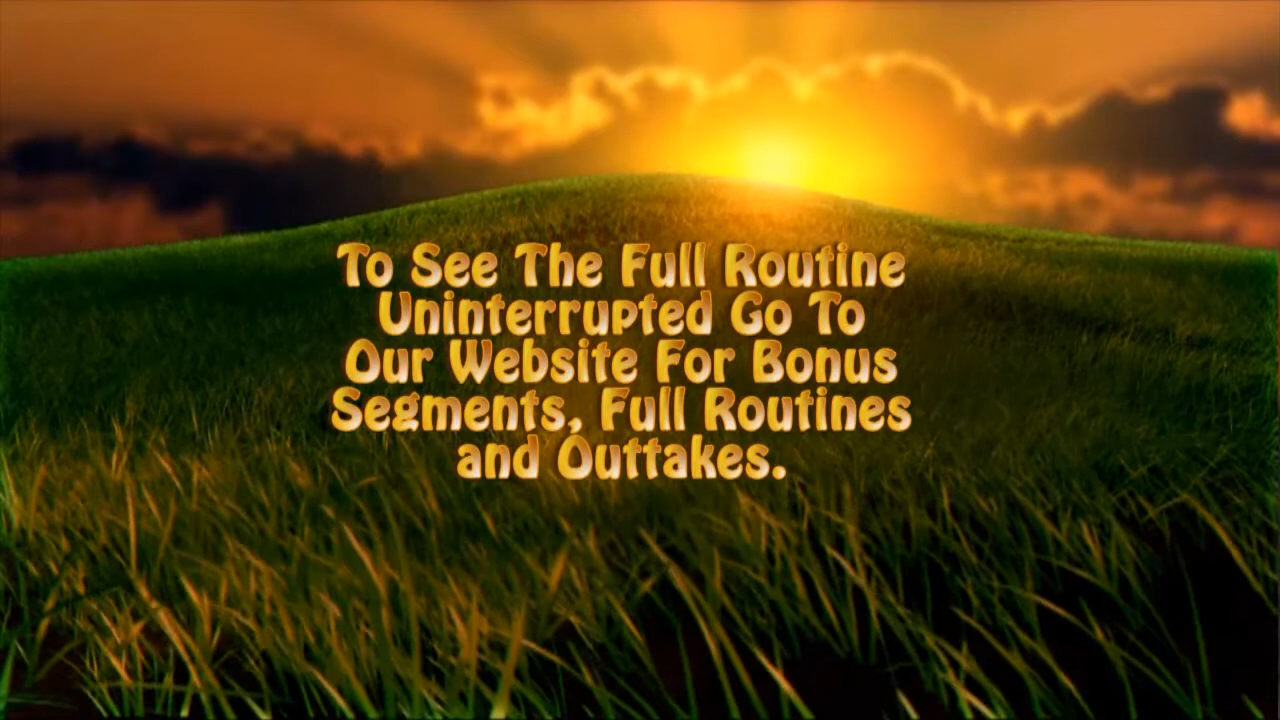 To See The Full Routine
Uninterrupted Go To
Our Website For Bonus
Segments, Full Routines
and Outtakes.